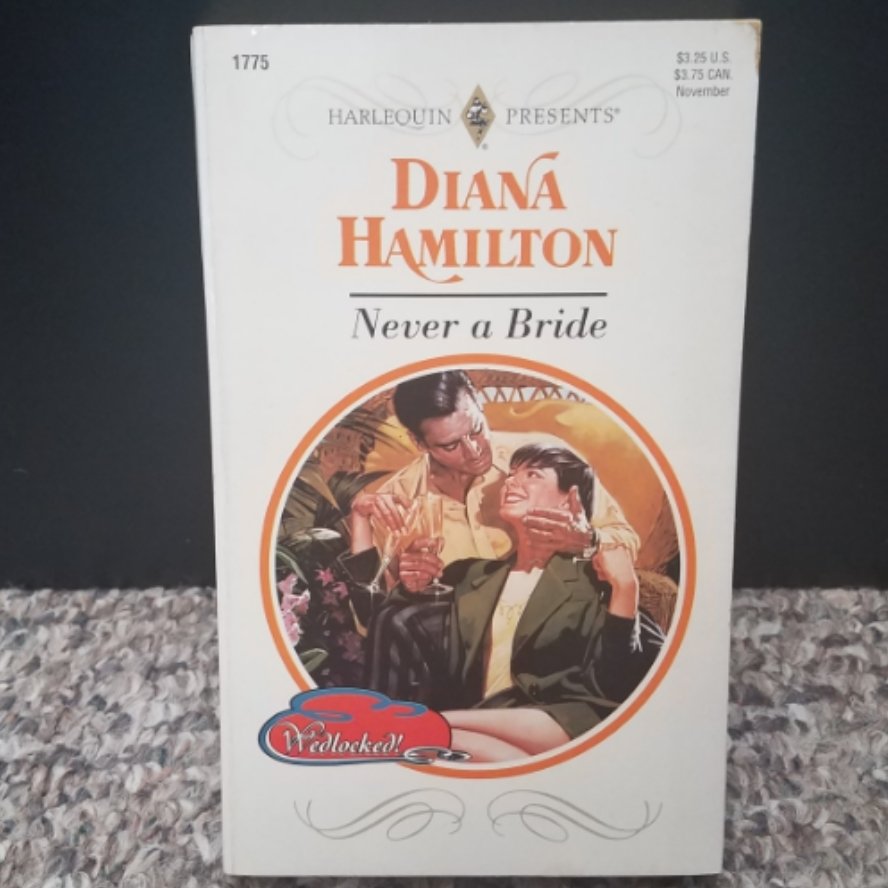 1775
$3.25 U.S.
$3.75 CAN.
November
HARLEQUIN PRESENTS®
DIANA
HAMILTON
Never a Bride
Wedlocked!